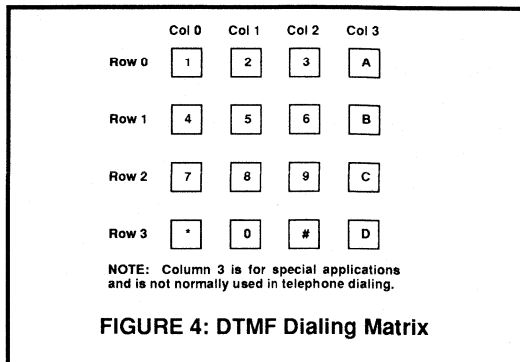 Col 0 Col 1 Col 2 Col 3
Row 0 1 2 3 A
Row 1 4 5 6 B
Row 2 7 8 9 C
Row 3 * 0 # D
NOTE: Column 3 is for special applications
and is not normally used in telephone dialing.
FIGURE 4: DTMF Dialing Matrix